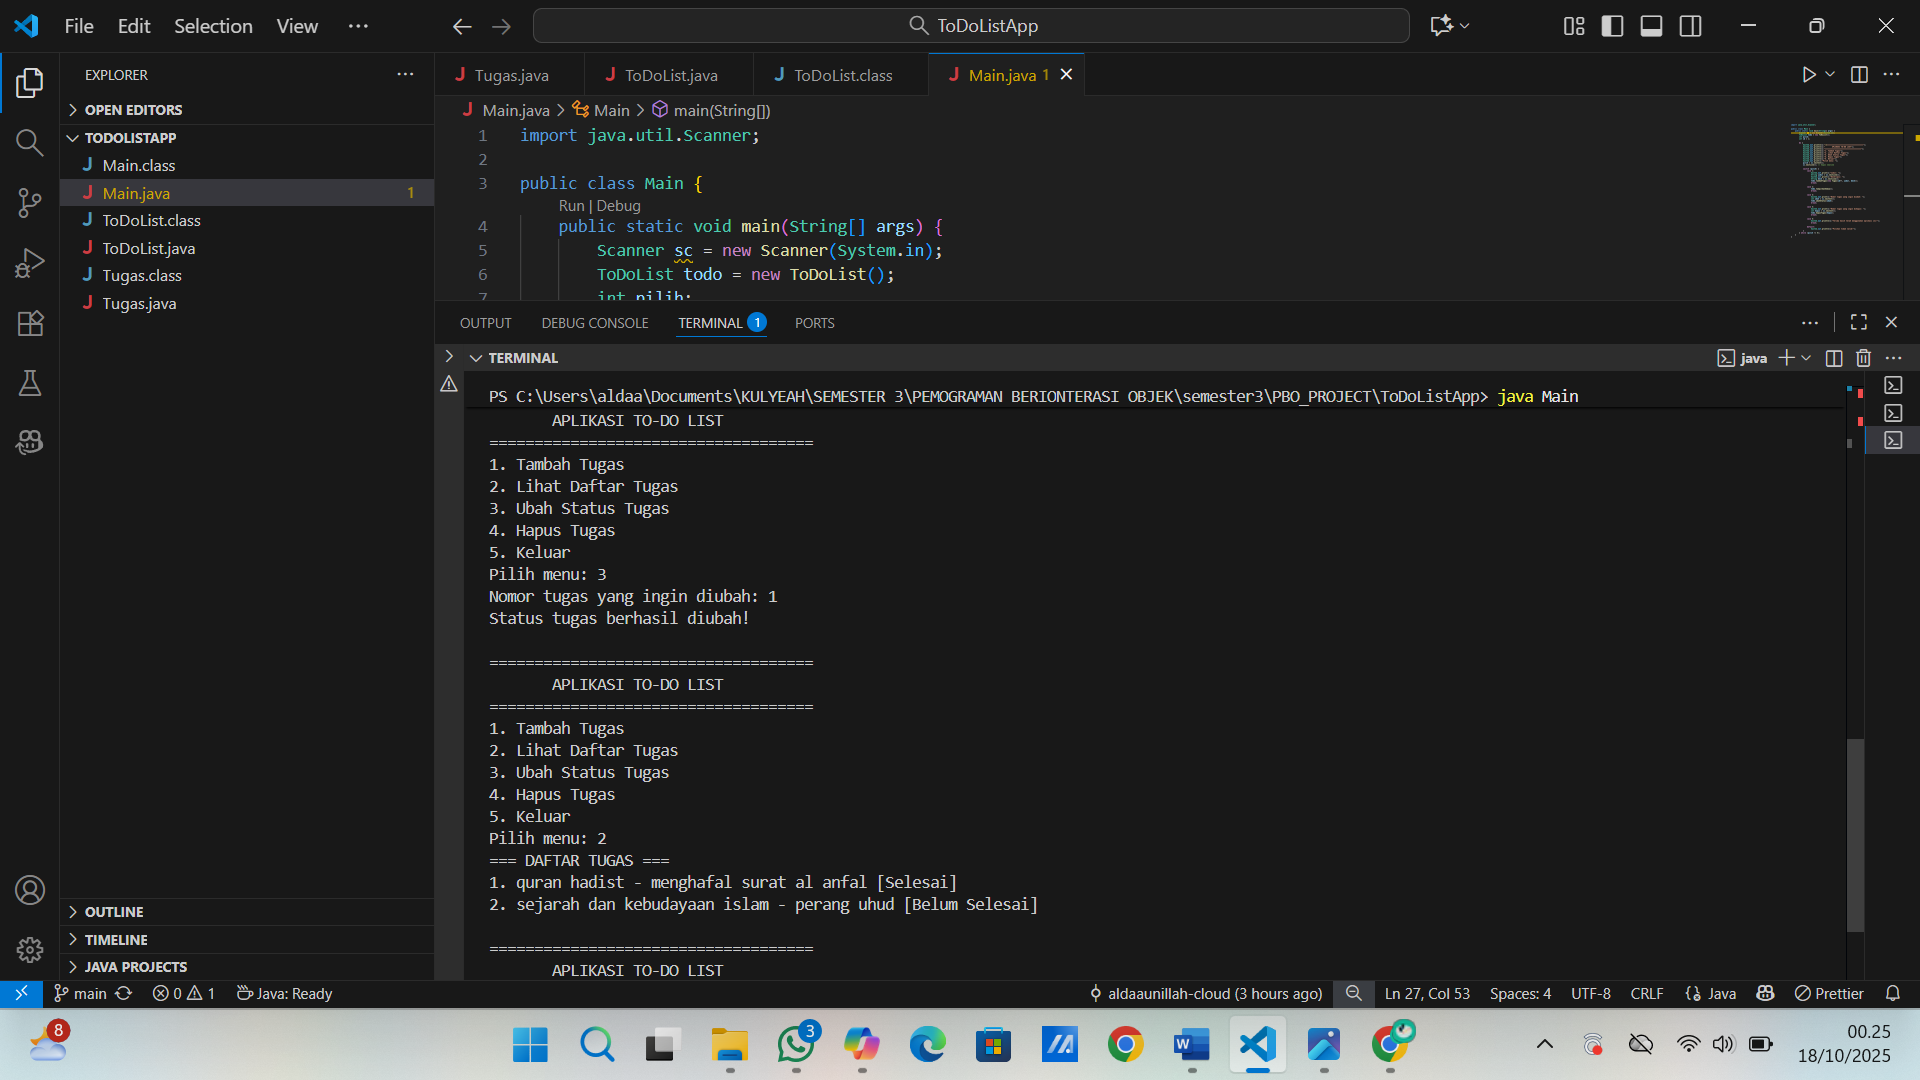 File Edit Selection View ···
ToDoListApp
EXPLORER
OPEN EDITORS
TODOLISTAPP
Main.class
Main.java 1
ToDoList.class
ToDoList.java
Tugas.class
Tugas.java
OUTLINE
TIMELINE
JAVA PROJECTS
Tugas.java ToDoList.java ToDoList.class Main.java 1
Main.java > Main > main(String[])
1 import java.util.Scanner;
2
3 public class Main {
Run | Debug
4 public static void main(String[] args) {
5 Scanner sc = new Scanner(System.in);
6 ToDoList todo = new ToDoList();
7 int pilih;
OUTPUT DEBUG CONSOLE TERMINAL 1 PORTS
TERMINAL
java
PS C:\Users\aldaa\Documents\KULYEAH\SEMESTER 3\PEMOGRAMAN BERIONTERASI OBJEK\semester3\PBO_PROJECT\ToDoListApp> java Main
APLIKASI TO-DO LIST
====================================
1. Tambah Tugas
2. Lihat Daftar Tugas
3. Ubah Status Tugas
4. Hapus Tugas
5. Keluar
Pilih menu: 3
Nomor tugas yang ingin diubah: 1
Status tugas berhasil diubah!
====================================
APLIKASI TO-DO LIST
====================================
1. Tambah Tugas
2. Lihat Daftar Tugas
3. Ubah Status Tugas
4. Hapus Tugas
5. Keluar
Pilih menu: 2
=== DAFTAR TUGAS ===
1. quran hadist - menghafal surat al anfal [Selesai]
2. sejarah dan kebudayaan islam - perang uhud [Belum Selesai]
====================================
APLIKASI TO-DO LIST
main 0 1 Java: Ready
aldaaunillah-cloud (3 hours ago) Ln 27, Col 53 Spaces: 4 UTF-8 CRLF Java Prettier
8
3
00.25
18/10/2025